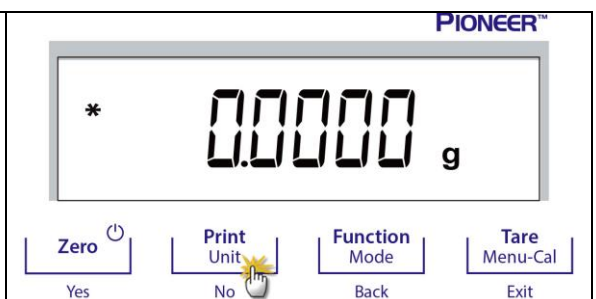 PIONEER™
* 0.0000 g
Zero Print Function Tare
Unit Mode Menu-Cal
Yes No Back Exit